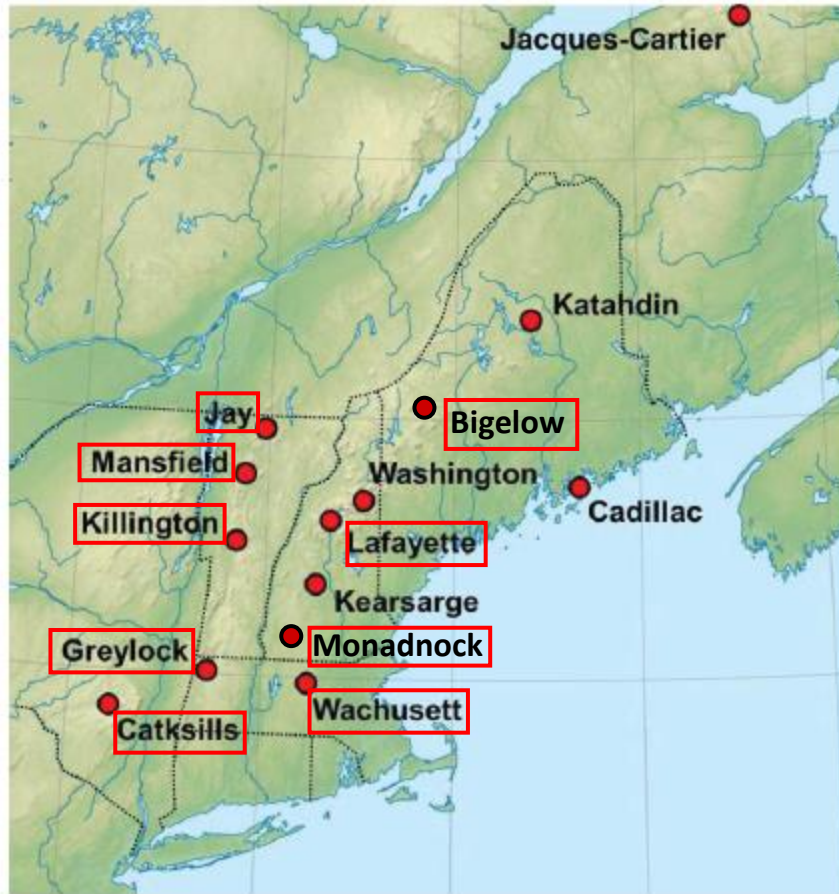 Jacques-Cartier
Katahdin
Jay
Bigelow
Mansfield
Washington
Killington
Cadillac
Lafayette
Kearsarge
Greylock
Monadnock
Wachusett
Catksills